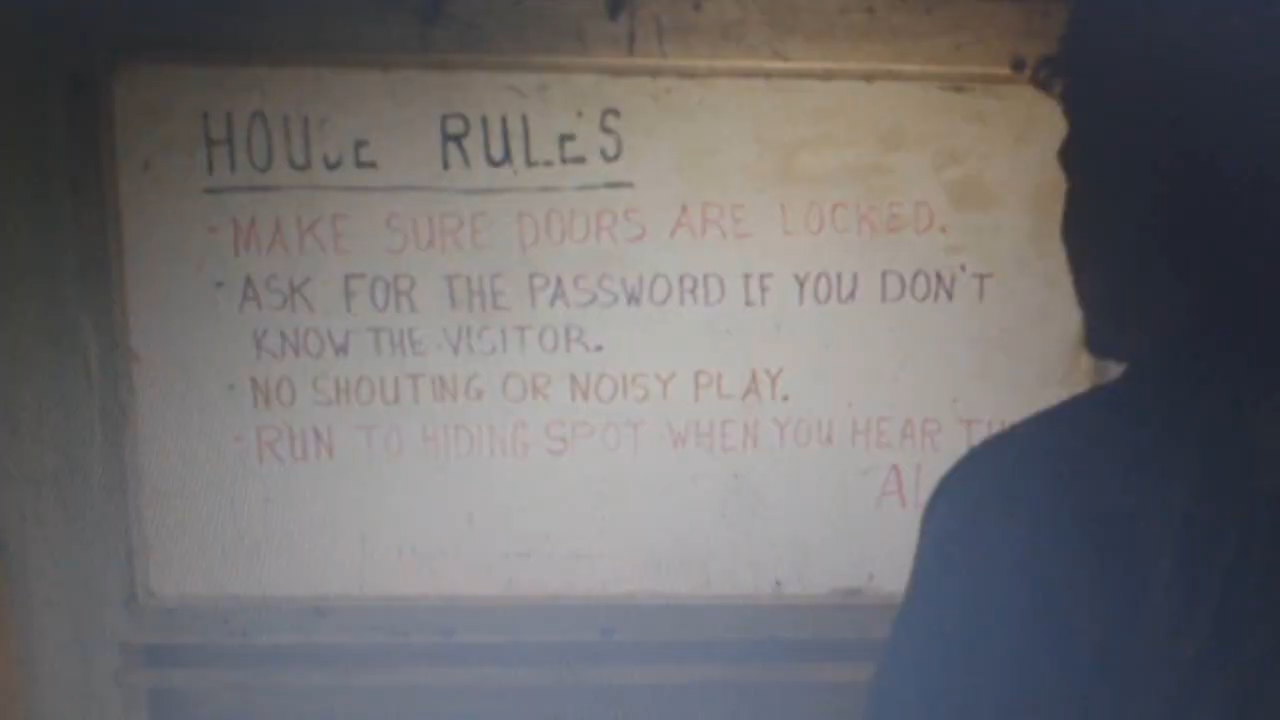 HOUSE RULES
- MAKE SURE DOORS ARE LOCKED.
- ASK FOR THE PASSWORD IF YOU DON'T
KNOW THE VISITOR.
- NO SHOUTING OR NOISY PLAY.
- RUN TO HIDING SPOT WHEN YOU HEAR